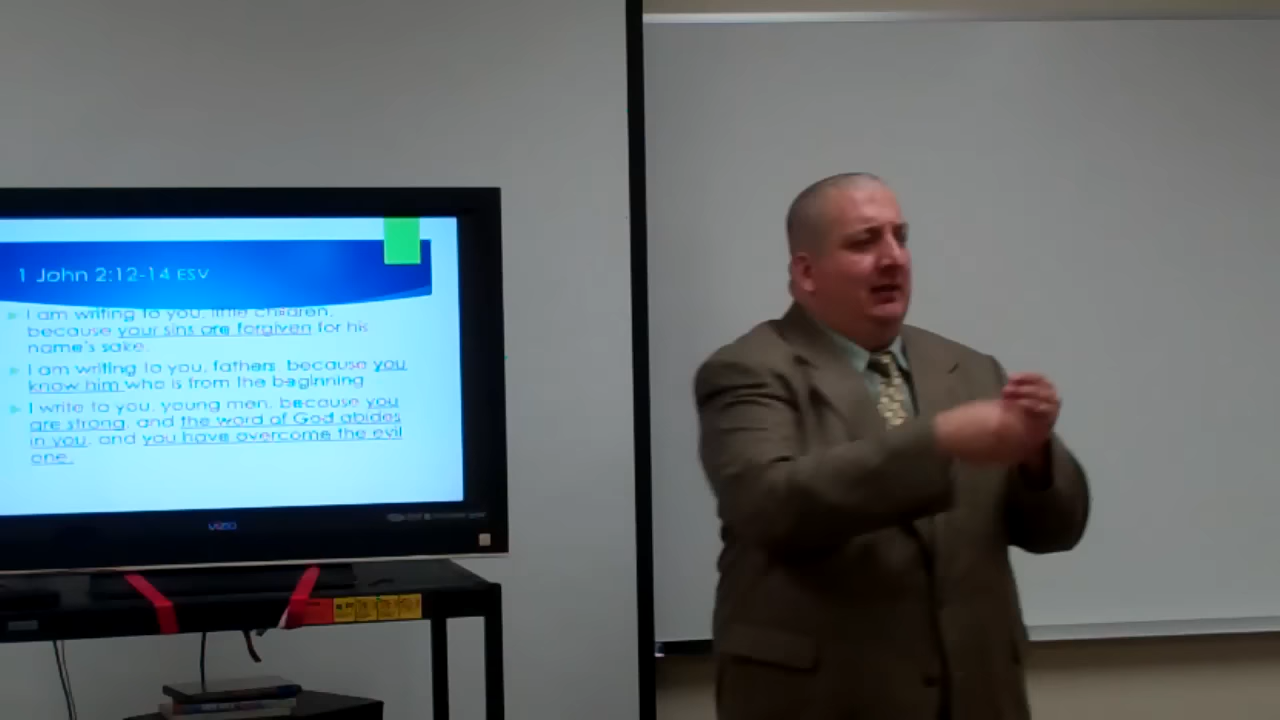 1 John 2:12-14 ESV
I am writing to you, little children,
because your sins are forgiven for his
name's sake.
I am writing to you, fathers, because you
know him who is from the beginning
I write to you, young men, because you
are strong, and the word of God abides
in you, and you have overcome the evil
one.
VIZIO